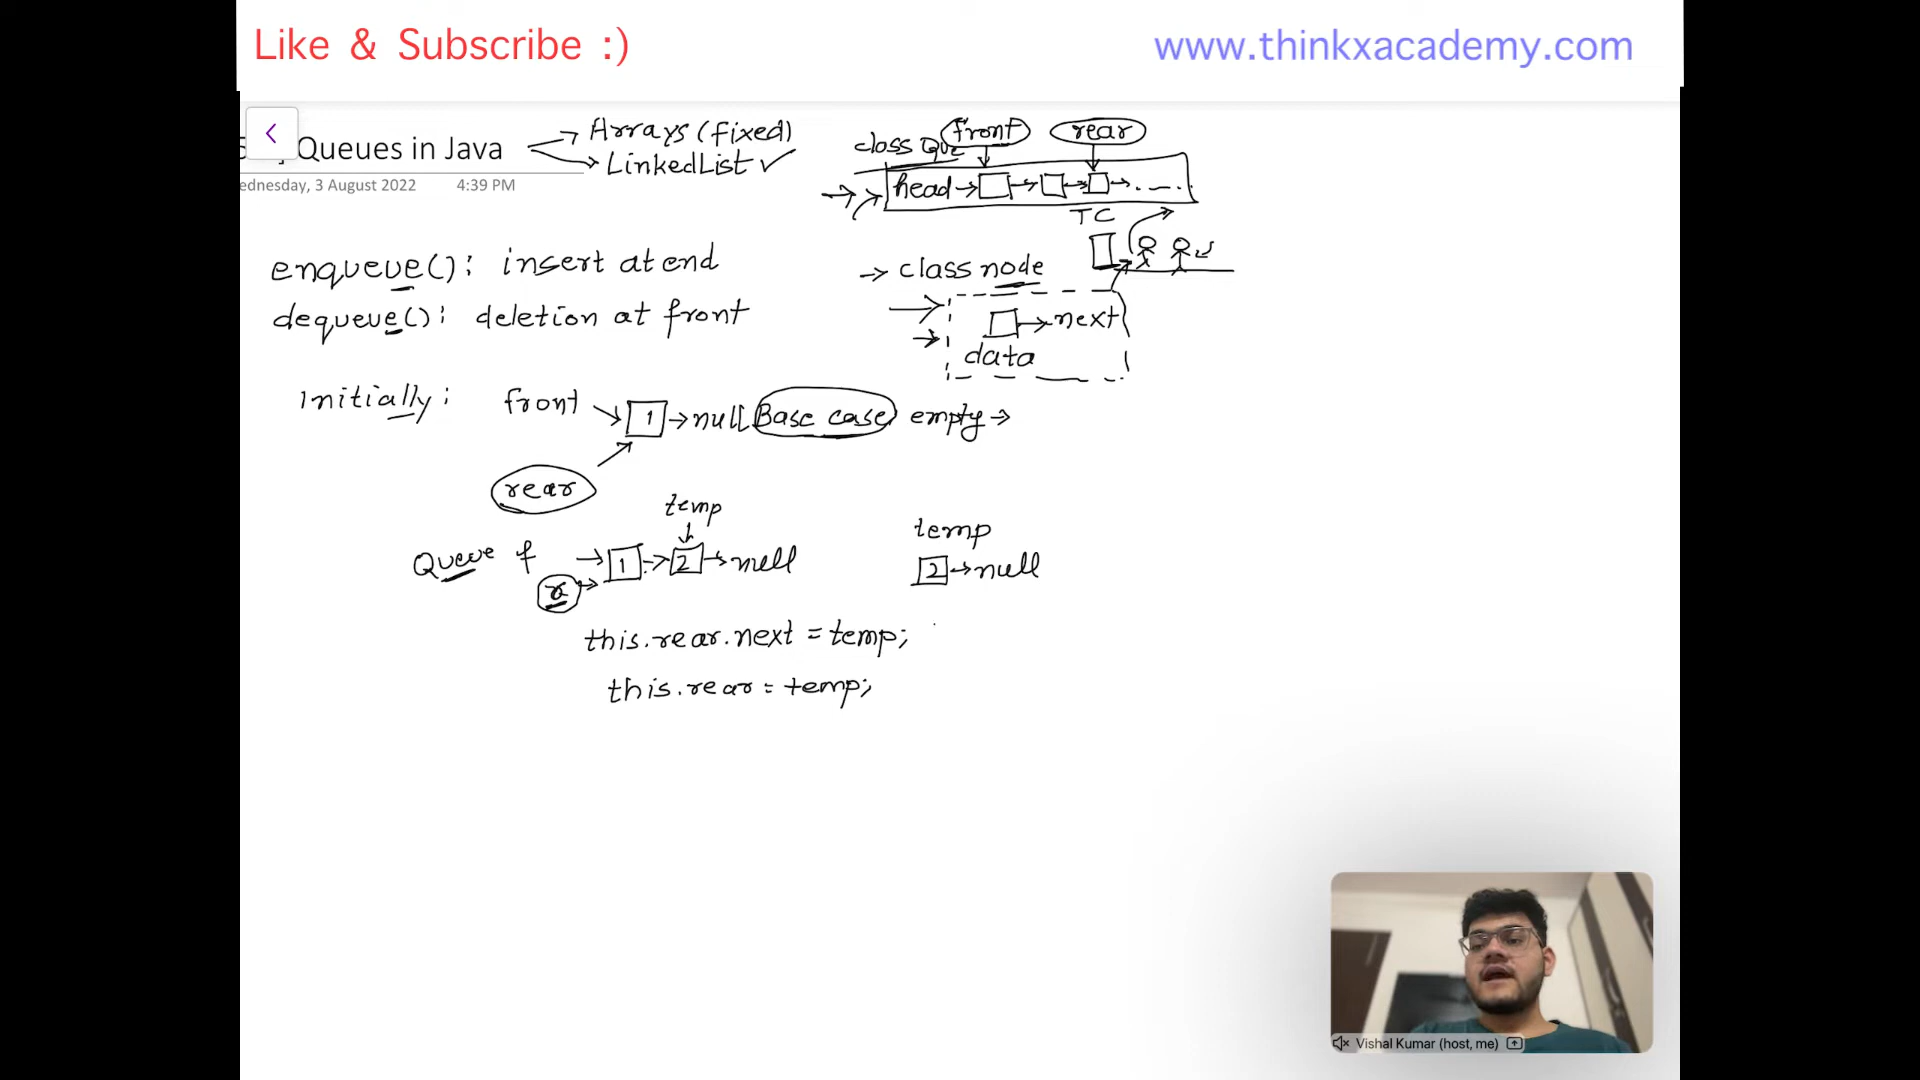 Like & Subscribe :)
www.thinkxacademy.com
Queues in Java
Arrays (fixed)
LinkedList ✓
ednesday, 3 August 2022 4:39 PM
class Que
front
rear
head
TC
enqueue(): insert at end
dequeue(): deletion at front
class node
next
data
Initially: front
1 → null
Base case
empty →
rear
temp
Queue f → 1 → 2 → null
r
temp
2 → null
this.rear.next = temp;
this.rear = temp;
Vishal Kumar (host, me)